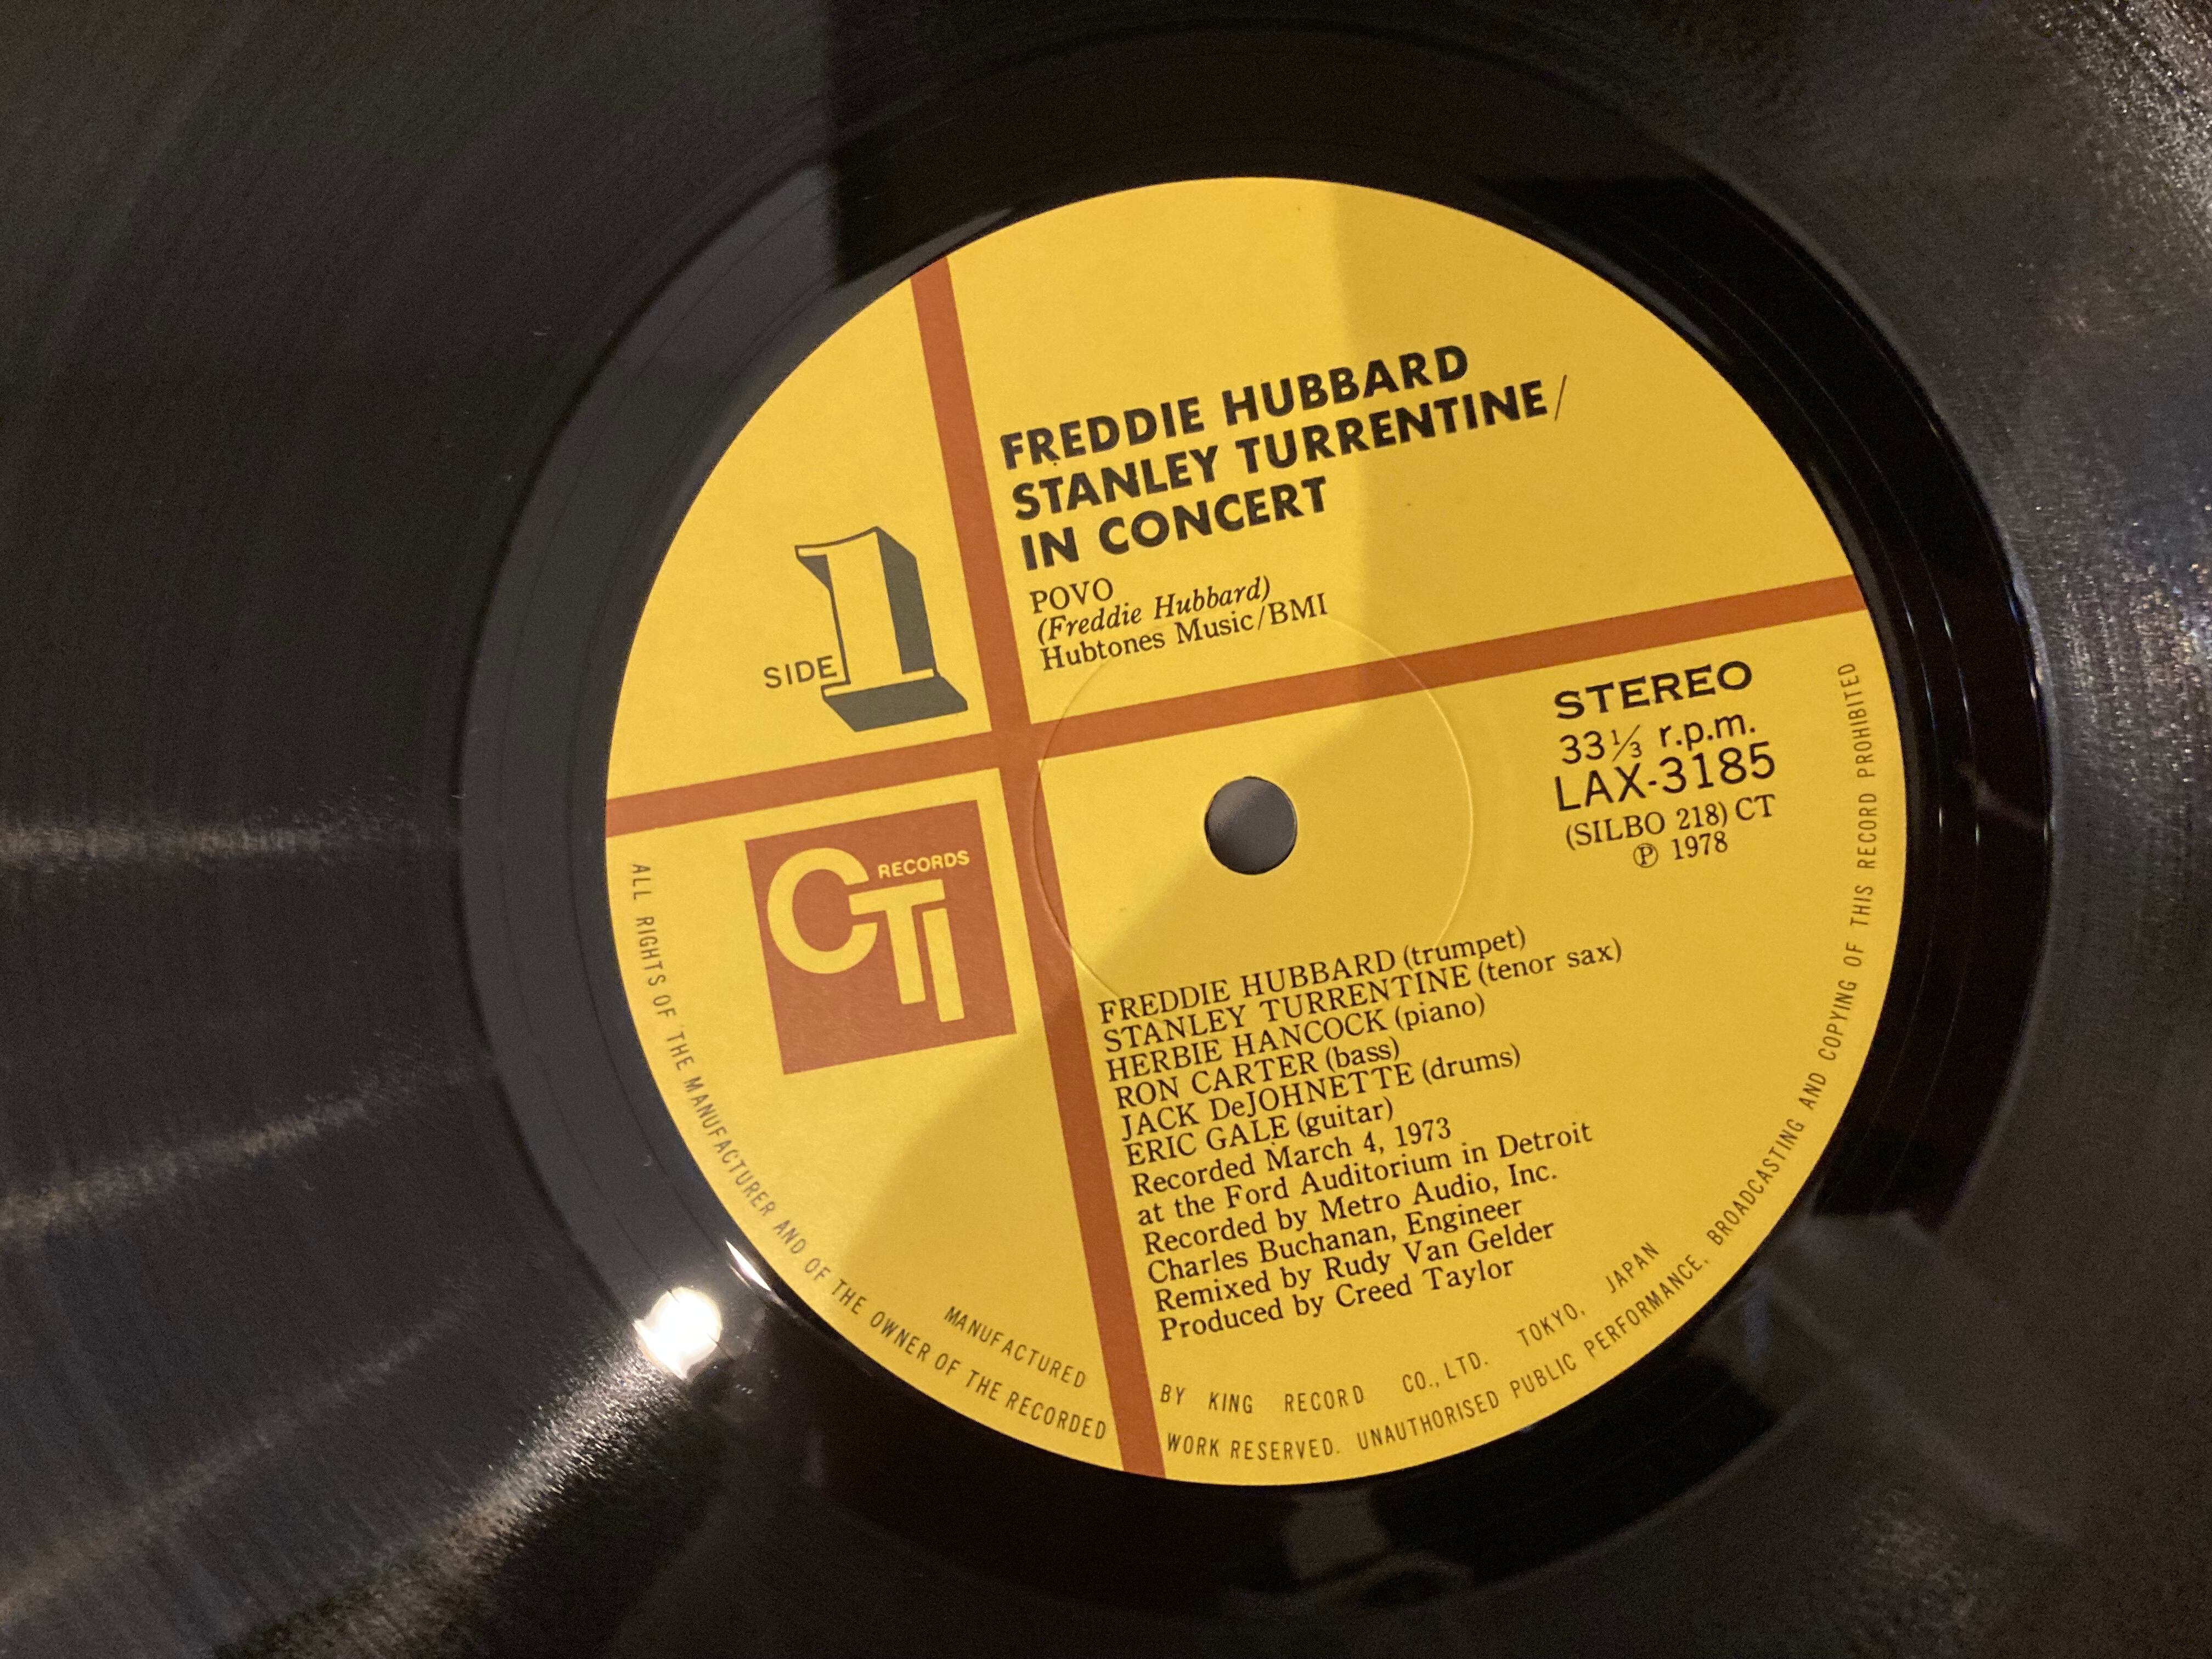 FREDDIE HUBBARD
STANLEY TURRENTINE/
IN CONCERT
POVO
(Freddie Hubbard)
Hubtones Music/BMI
SIDE 1
STEREO
33⅓ r.p.m.
LAX-3185
(SILBO 218) CT
Ⓟ 1978
CTI RECORDS
FREDDIE HUBBARD (trumpet)
STANLEY TURRENTINE (tenor sax)
HERBIE HANCOCK (piano)
RON CARTER (bass)
JACK DeJOHNETTE (drums)
ERIC GALE (guitar)
Recorded March 4, 1973
at the Ford Auditorium in Detroit
Recorded by Metro Audio, Inc.
Charles Buchanan, Engineer
Remixed by Rudy Van Gelder
Produced by Creed Taylor
MANUFACTURED BY KING RECORD CO., LTD. TOKYO, JAPAN
ALL RIGHTS OF THE MANUFACTURER AND OF THE OWNER OF THE RECORDED WORK RESERVED. UNAUTHORISED PUBLIC PERFORMANCE, BROADCASTING AND COPYING OF THIS RECORD PROHIBITED